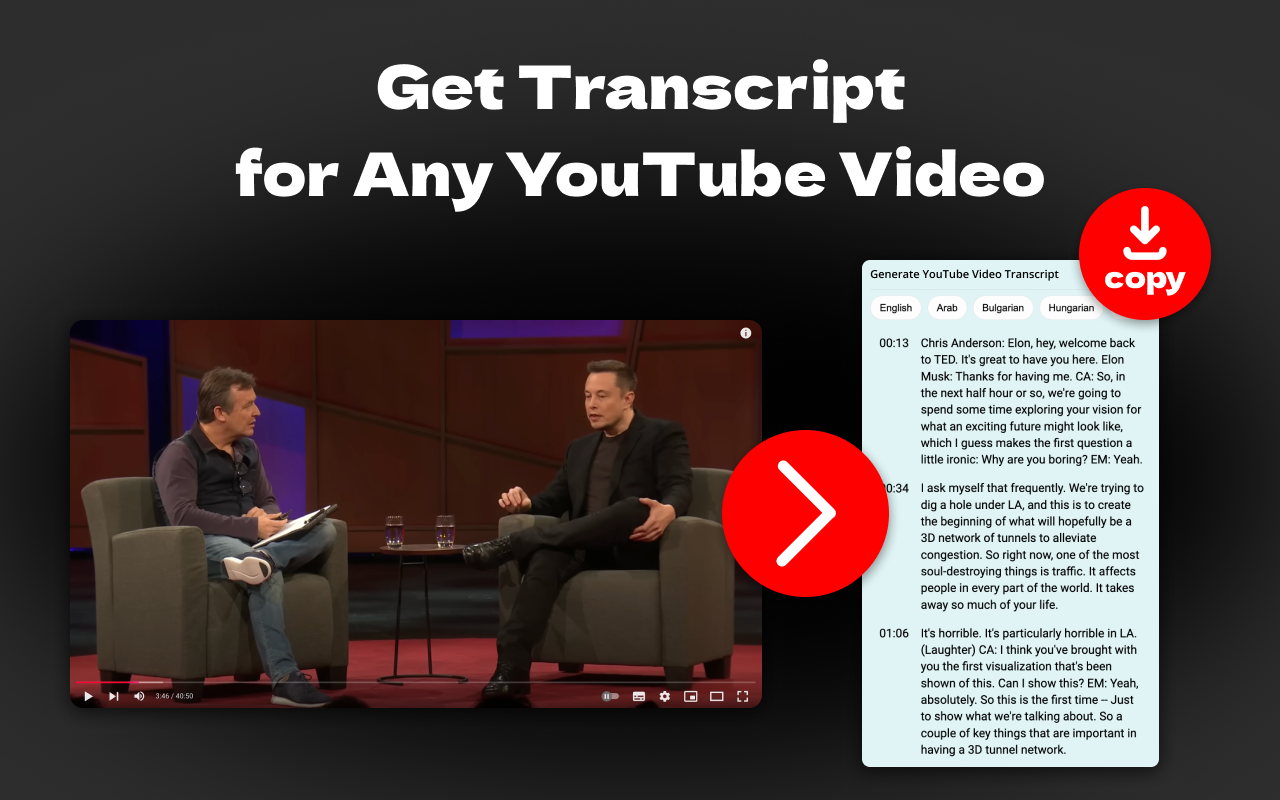 Get Transcript
for Any YouTube Video
copy
Generate YouTube Video Transcript
English
Arab
Bulgarian
Hungarian
00:13 Chris Anderson: Elon, hey, welcome back
to TED. It's great to have you here. Elon
Musk: Thanks for having me. CA: So, in
the next half hour or so, we're going to
spend some time exploring your vision for
what an exciting future might look like,
which I guess makes the first question a
little ironic: Why are you boring? EM: Yeah.
0:34 I ask myself that frequently. We're trying to
dig a hole under LA, and this is to create
the beginning of what will hopefully be a
3D network of tunnels to alleviate
congestion. So right now, one of the most
soul-destroying things is traffic. It affects
people in every part of the world. It takes
away so much of your life.
01:06 It's horrible. It's particularly horrible in LA.
(Laughter) CA: I think you've brought with
you the first visualization that's been
shown of this. Can I show this? EM: Yeah,
absolutely. So this is the first time -- Just
to show what we're talking about. So a
couple of key things that are important in
having a 3D tunnel network.
3:46 / 40:50